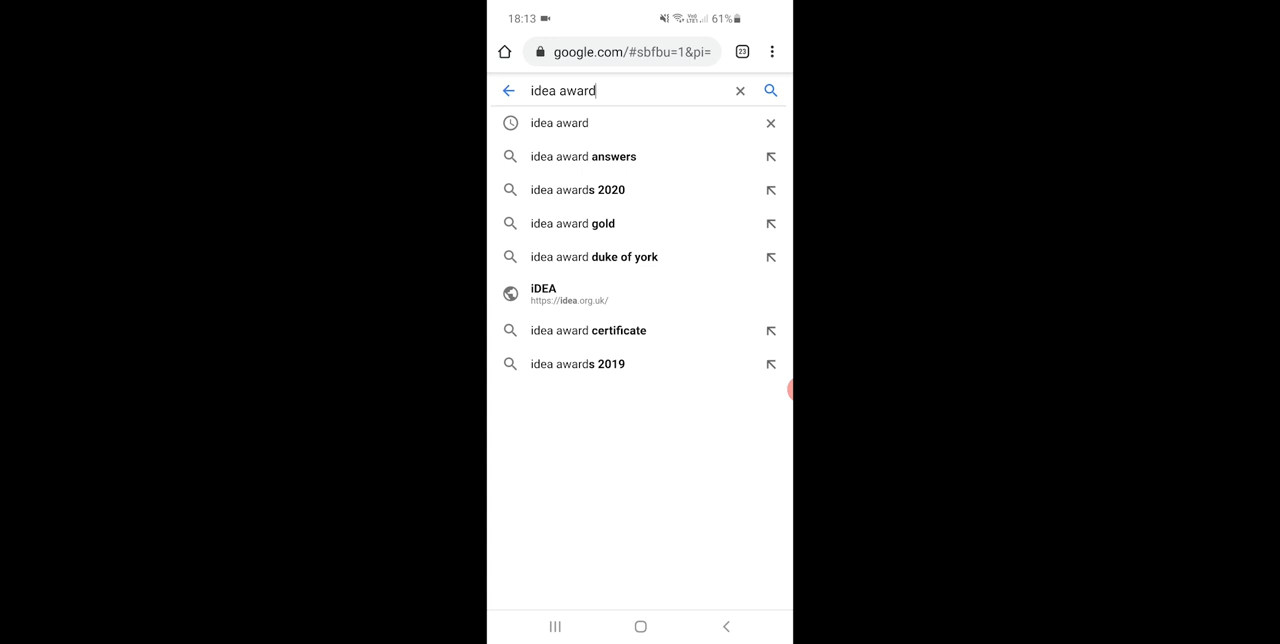 18:13 61%
google.com/#sbfbu=1&pi= 23
idea award
idea award
idea award answers
idea awards 2020
idea award gold
idea award duke of york
iDEA
https://idea.org.uk/
idea award certificate
idea awards 2019